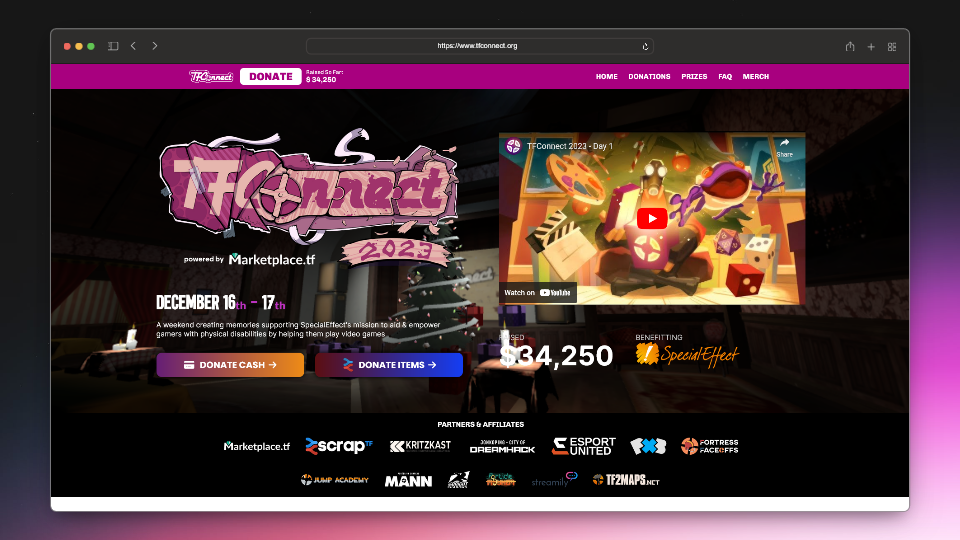 https://www.tfconnect.org
TFConnect
DONATE
Raised So Far:
$ 34,250
HOME
DONATIONS
PRIZES
FAQ
MERCH
TFConnect
2023
powered by Marketplace.tf
TFConnect 2023 - Day 1
Share
Watch on YouTube
DECEMBER 16th - 17th
A weekend creating memories supporting SpecialEffect's mission to aid & empower
gamers with physical disabilities by helping them play video games
DONATE CASH →
DONATE ITEMS →
RAISED
$34,250
BENEFITTING
SpecialEffect
PARTNERS & AFFILIATES
Marketplace.tf
scrapTF
KRITZKAST
JONKOPING - CITY OF
DREAMHACK
ESPORT
UNITED
FORTRESS
FACEOFFS
JUMP ACADEMY
MANN
streamily
TF2MAPS.NET